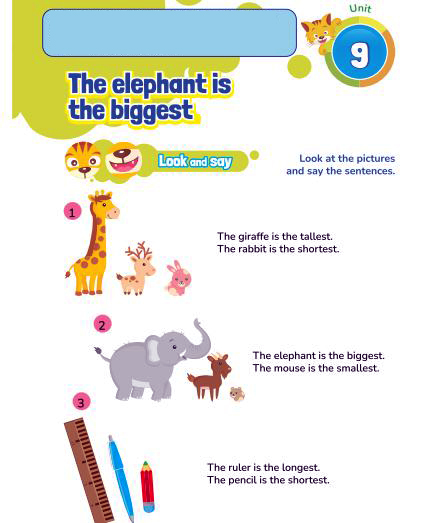 Unit
9
The elephant is
the biggest
Look and say
Look at the pictures
and say the sentences.
1
The giraffe is the tallest.
The rabbit is the shortest.
2
The elephant is the biggest.
The mouse is the smallest.
3
The ruler is the longest.
The pencil is the shortest.